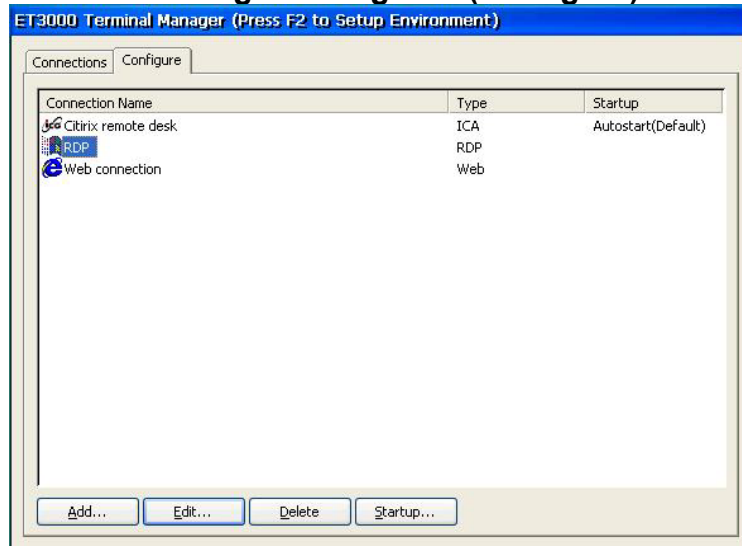 ET3000 Terminal Manager (Press F2 to Setup Environment)
Connections Configure
Connection Name Type Startup
Citirix remote desk ICA Autostart(Default)
RDP RDP
Web connection Web
Add... Edit... Delete Startup...